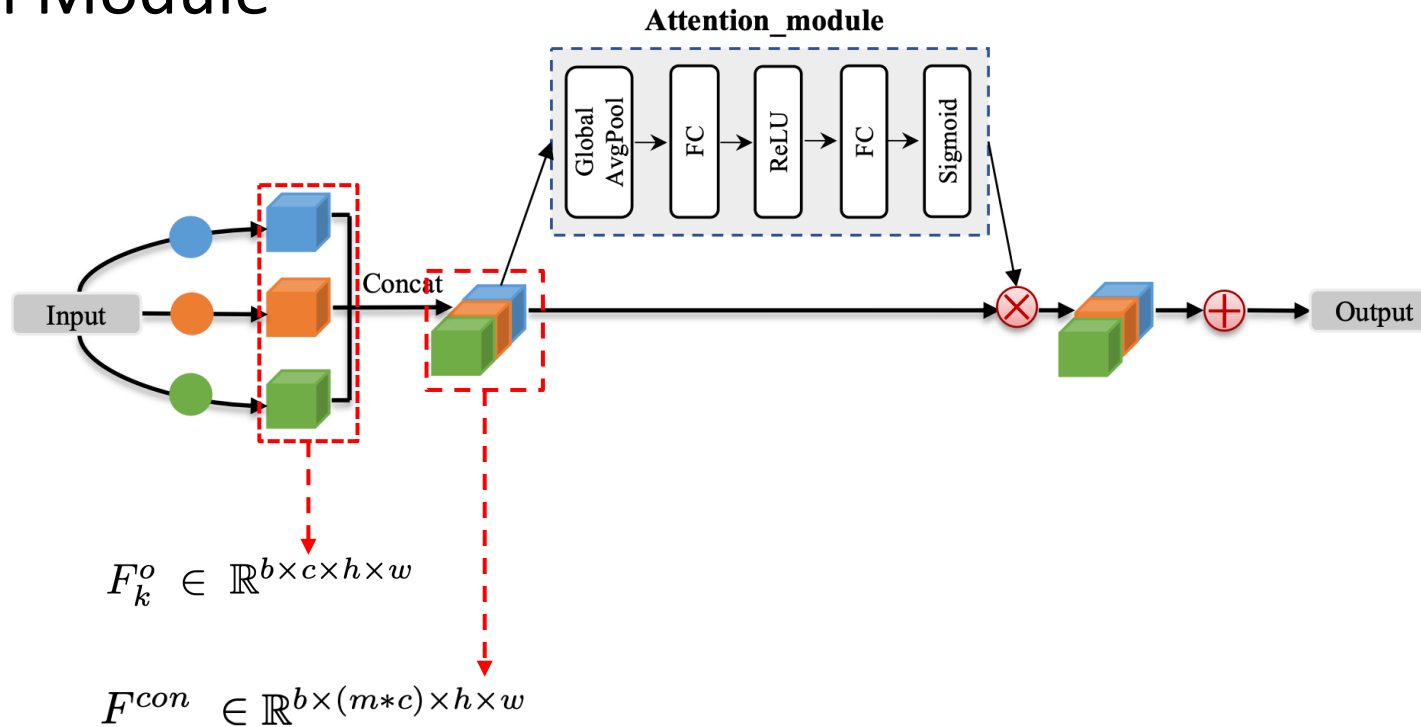 Module
Attention_module
Global
AvgPool
FC
ReLU
FC
Sigmoid
Concat
Input
Output
F_k^o ∈ ℝ^{b×c×h×w}
F^{con} ∈ ℝ^{b×(m*c)×h×w}